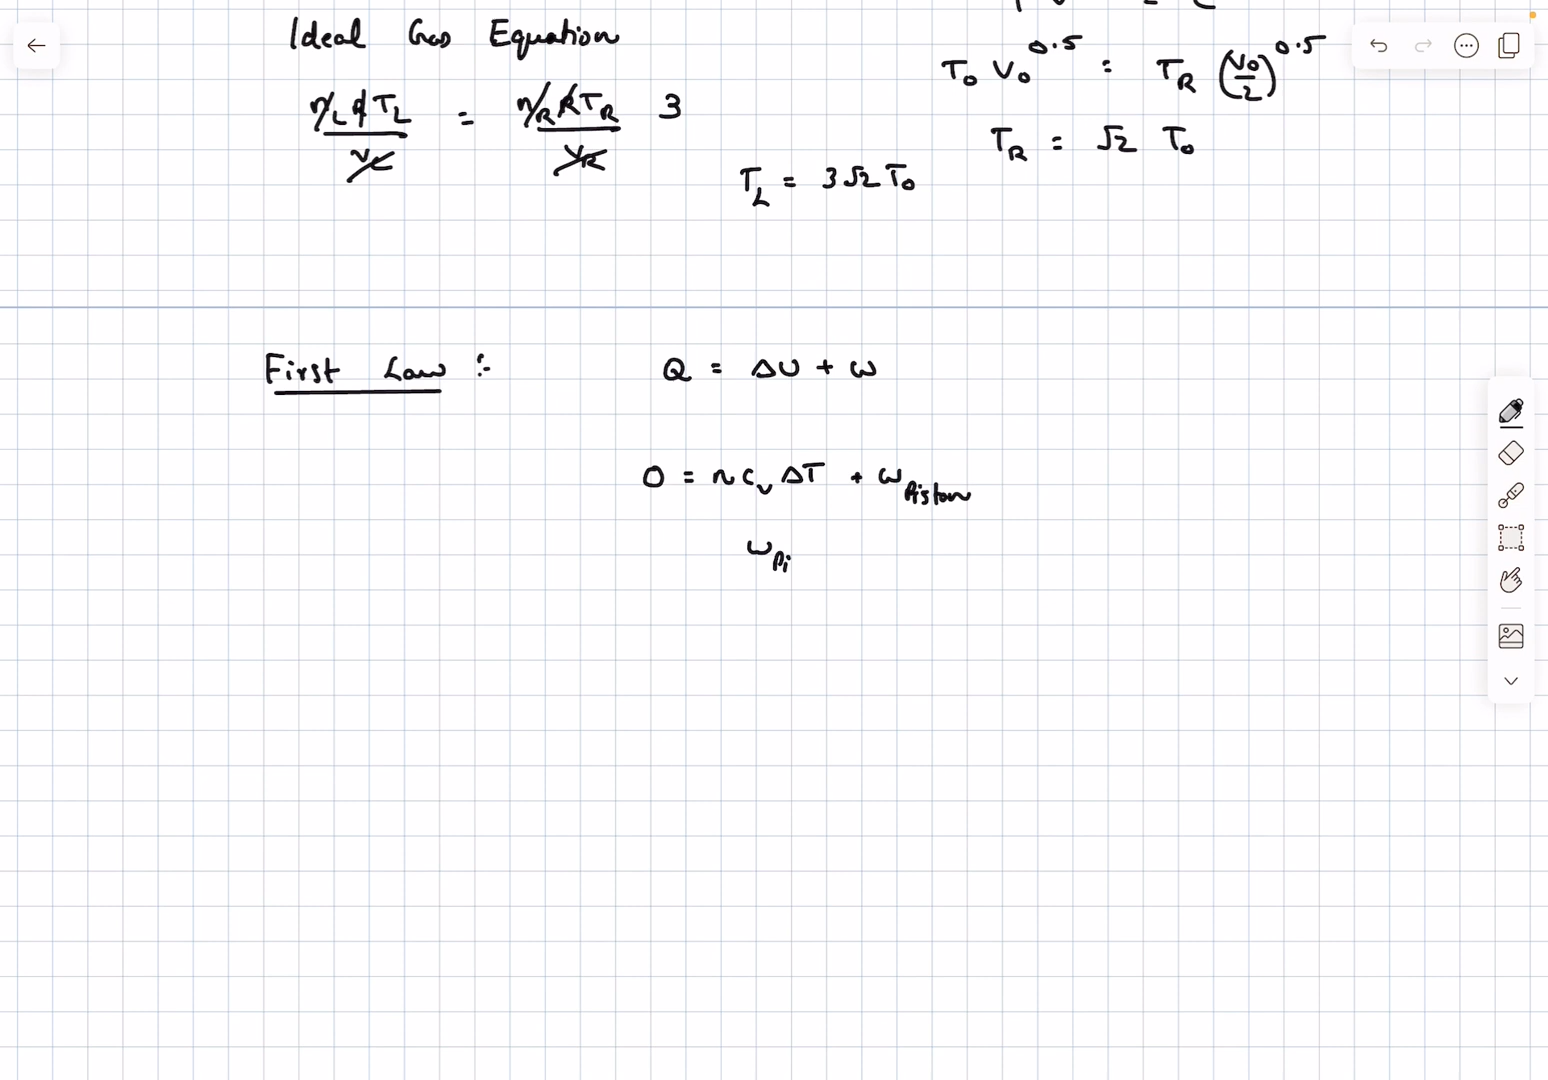 Ideal Gas Equation
T₀ V₀^0.5 = T_R (V₀/2)^0.5
n_L R T_L / V_L = n_R R T_R / V_R 3
T_R = √2 T₀
T_L = 3√2 T₀
First Law :-
Q = ΔU + W
0 = n C_v ΔT + W_Piston
W_Pi